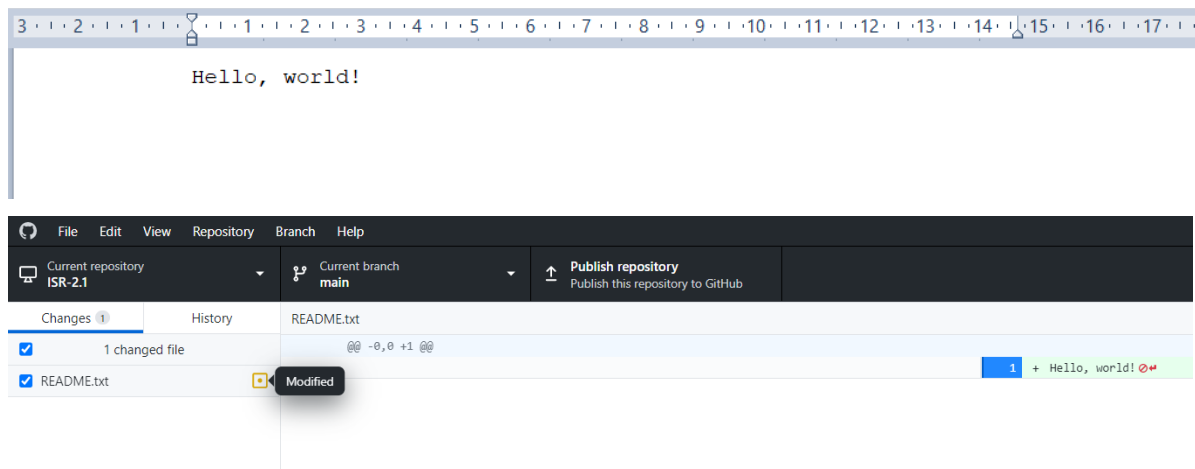 3 2 1 1 2 3 4 5 6 7 8 9 10 11 12 13 14 15 16 17
Hello, world!
File Edit View Repository Branch Help
Current repository
ISR-2.1
Current branch
main
Publish repository
Publish this repository to GitHub
Changes 1 History
README.txt
1 changed file
@@ -0,0 +1 @@
README.txt
Modified
1 + Hello, world!